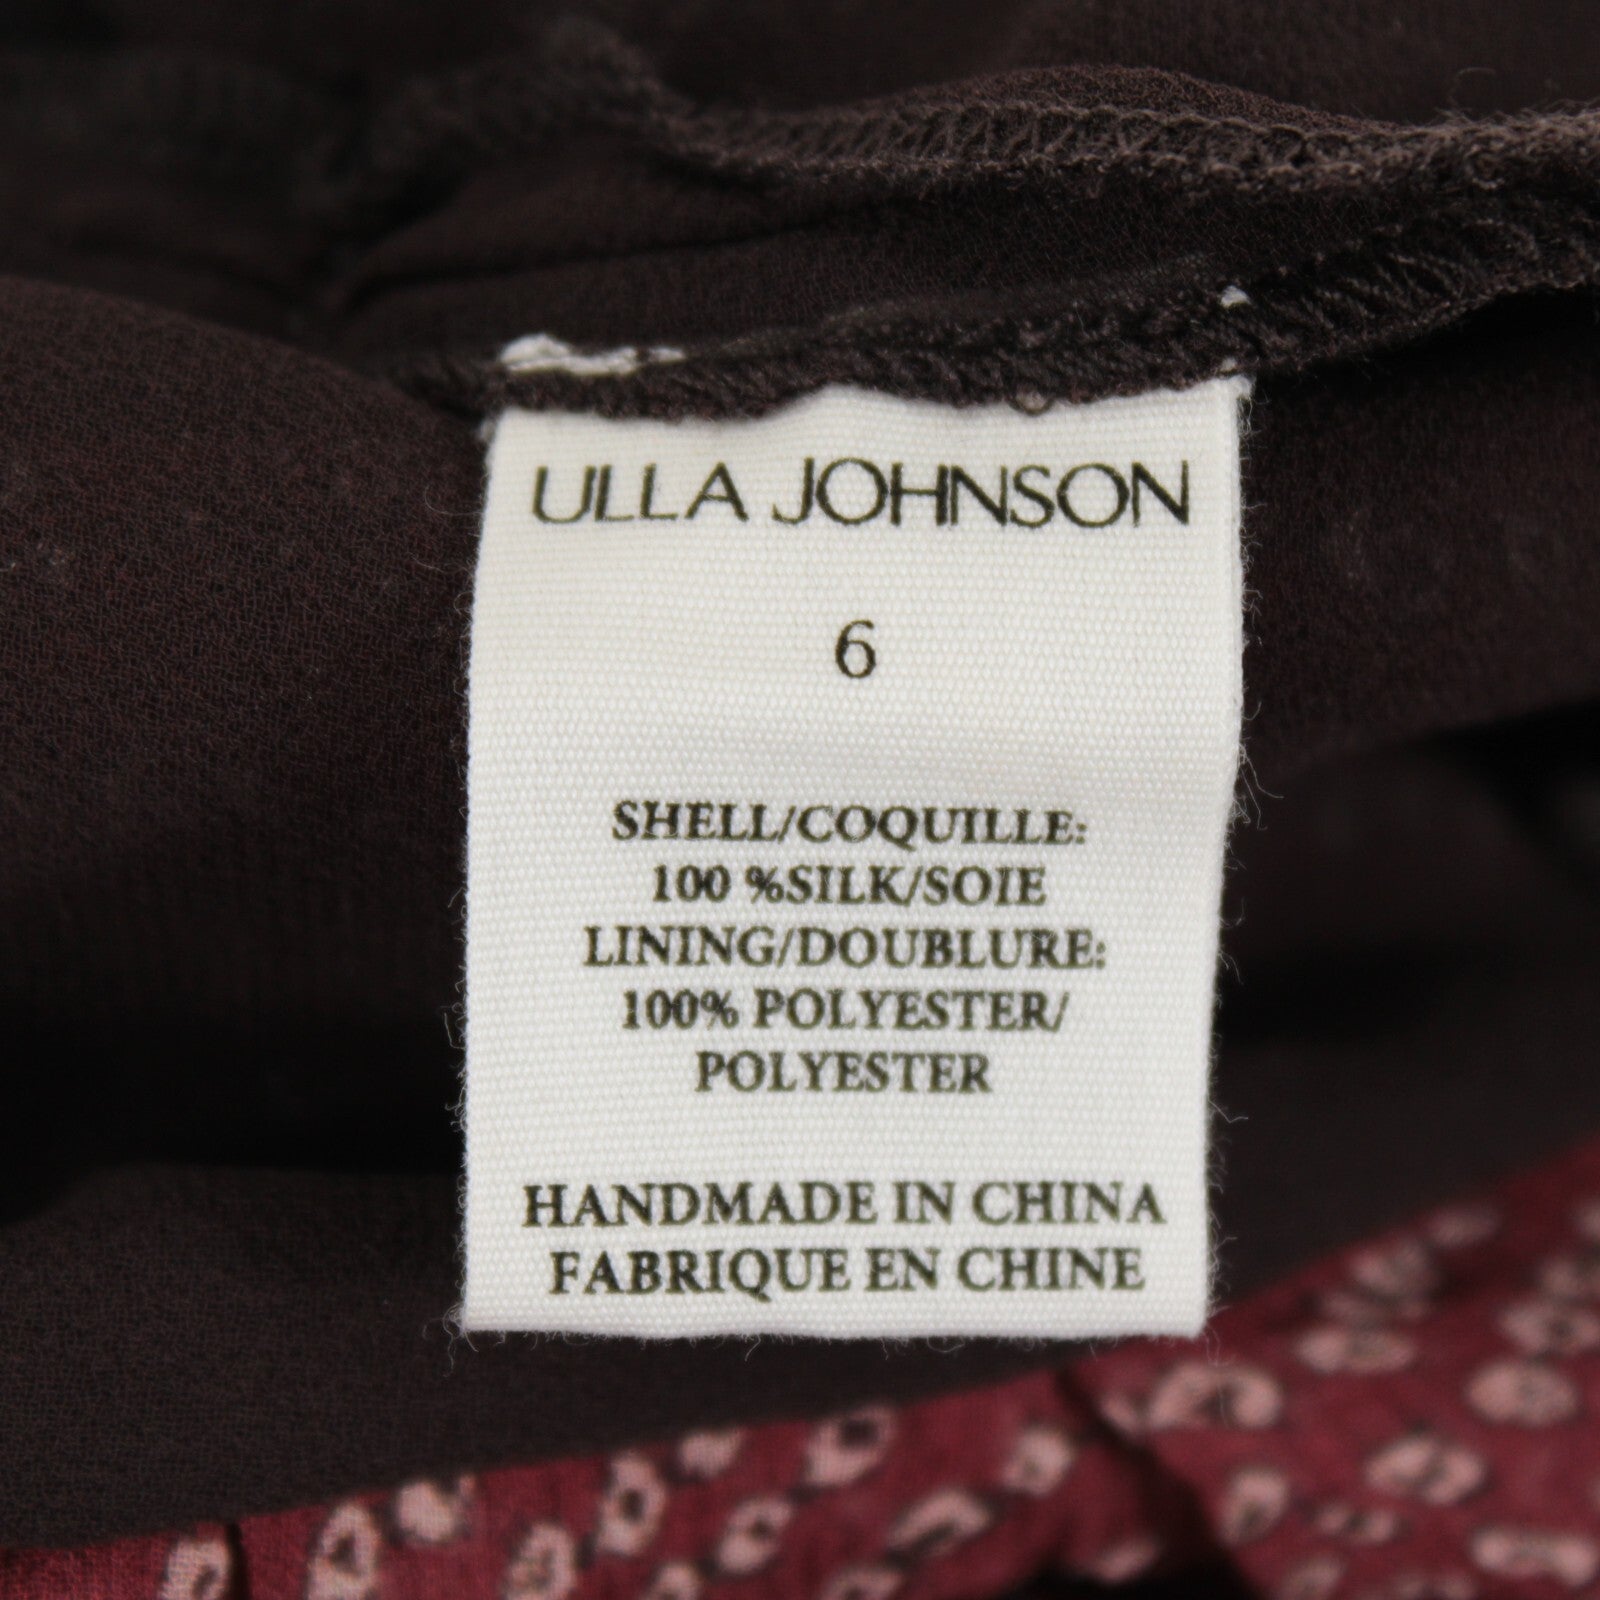 ULLA JOHNSON
6
SHELL/COQUILLE:
100 %SILK/SOIE
LINING/DOUBLURE:
100% POLYESTER/
POLYESTER
HANDMADE IN CHINA
FABRIQUE EN CHINE